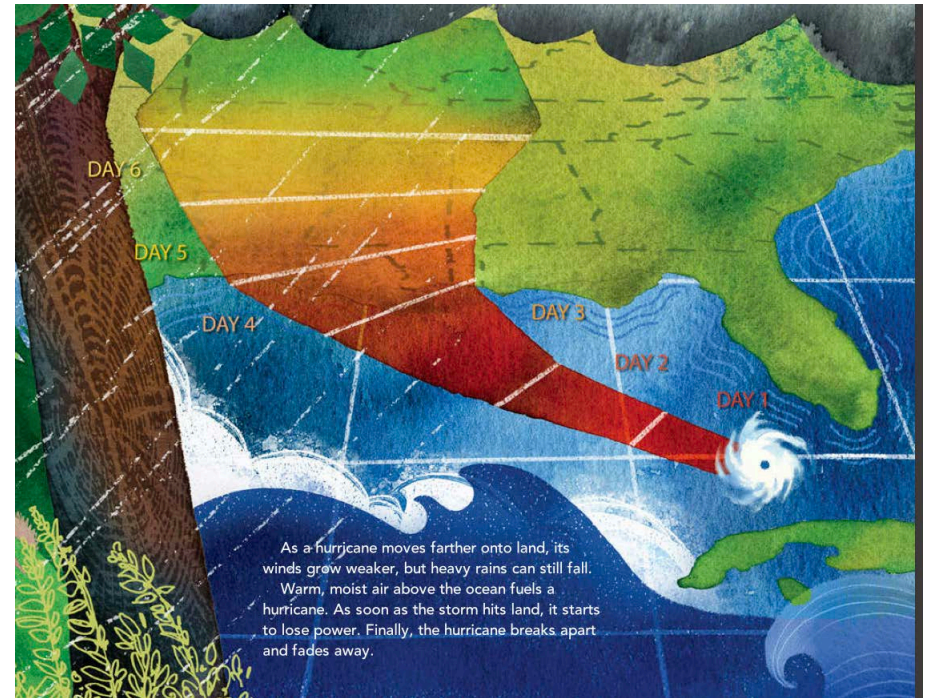 DAY 6
DAY 5
DAY 4
DAY 3
DAY 2
DAY 1
As a hurricane moves farther onto land, its
winds grow weaker, but heavy rains can still fall.
Warm, moist air above the ocean fuels a
hurricane. As soon as the storm hits land, it starts
to lose power. Finally, the hurricane breaks apart
and fades away.